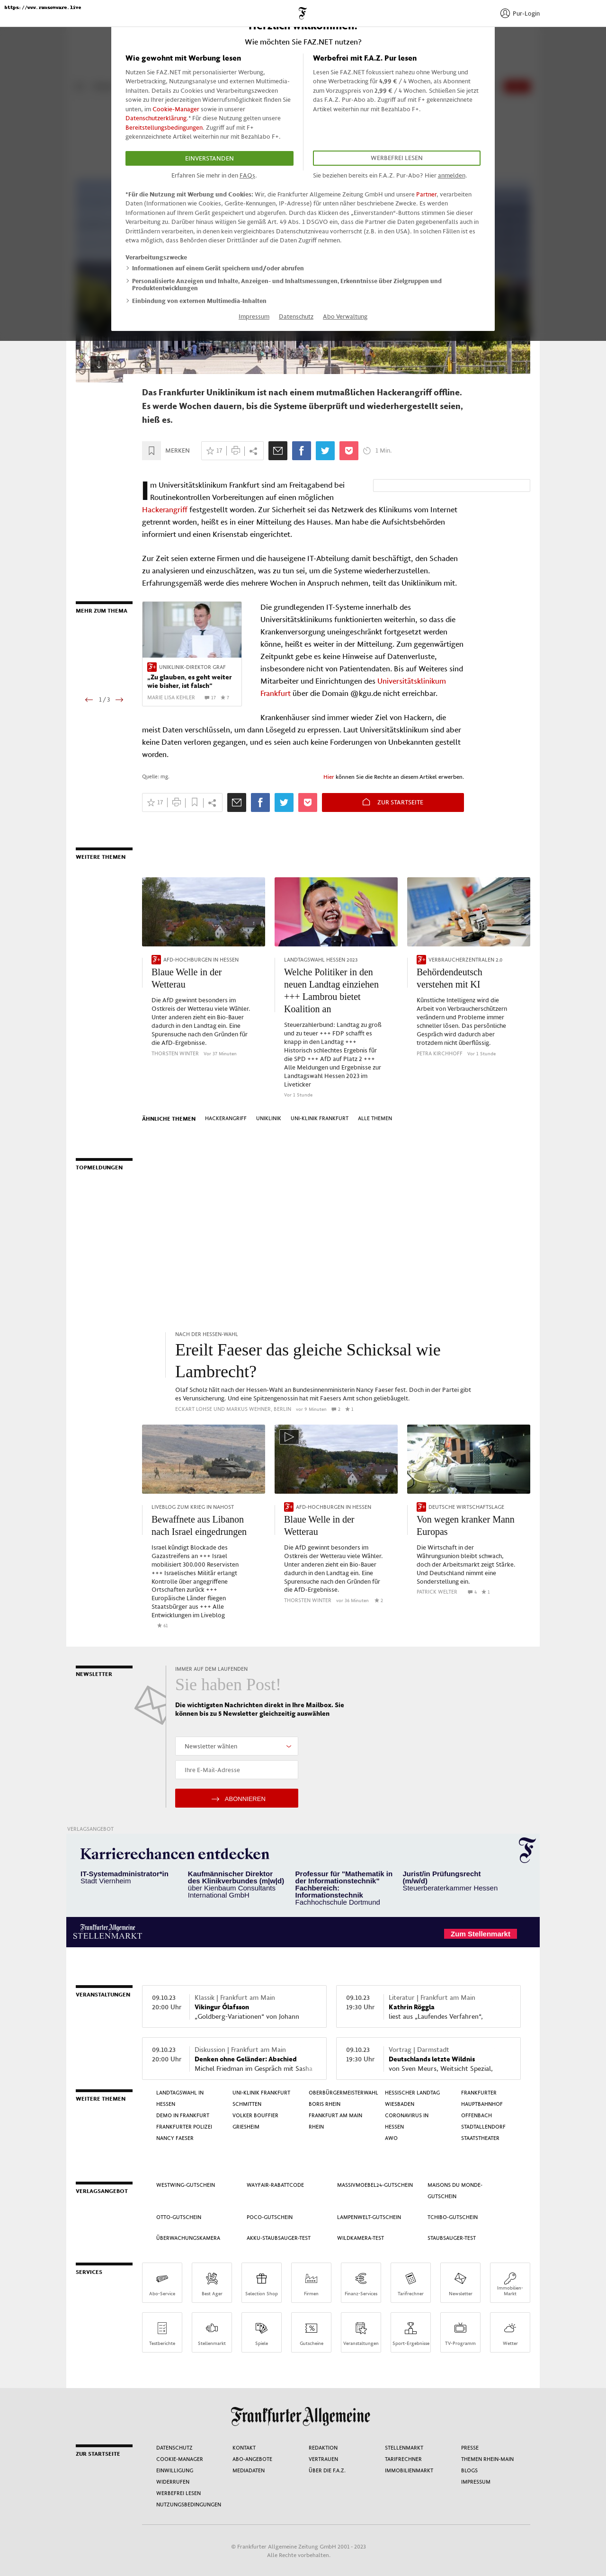 https://www.ransomware.live
Pur-Login
Herzlich willkommen!
Wie möchten Sie FAZ.NET nutzen?
Wie gewohnt mit Werbung lesen
Nutzen Sie FAZ.NET mit personalisierter Werbung,
Werbetracking, Nutzungsanalyse und externen Multimedia-
Inhalten. Details zu Cookies und Verarbeitungszwecken
sowie zu Ihrer jederzeitigen Widerrufsmöglichkeit finden Sie
unten, im Cookie-Manager sowie in unserer
Datenschutzerklärung.* Für diese Nutzung gelten unsere
Bereitstellungsbedingungen. Zugriff auf mit F+
gekennzeichnete Artikel weiterhin nur mit Bezahlabo F+.
EINVERSTANDEN
Erfahren Sie mehr in den FAQs.
Werbefrei mit F.A.Z. Pur lesen
Lesen Sie FAZ.NET fokussiert nahezu ohne Werbung und
ohne Werbetracking für 4,99 € / 4 Wochen, als Abonnent
zum Vorzugspreis von 2,99 € / 4 Wochen. Schließen Sie jetzt
das F.A.Z. Pur-Abo ab. Zugriff auf mit F+ gekennzeichnete
Artikel weiterhin nur mit Bezahlabo F+.
WERBEFREI LESEN
Sie beziehen bereits ein F.A.Z. Pur-Abo? Hier anmelden.
*Für die Nutzung mit Werbung und Cookies: Wir, die Frankfurter Allgemeine Zeitung GmbH und unsere Partner, verarbeiten
Daten (Informationen wie Cookies, Geräte-Kennungen, IP-Adresse) für unten näher beschriebene Zwecke. Es werden
Informationen auf Ihrem Gerät gespeichert und abgerufen. Durch das Klicken des „Einverstanden“-Buttons stimmen Sie dieser
Verarbeitung zu. Darüber hinaus willigen Sie gemäß Art. 49 Abs. 1 DSGVO ein, dass die Partner die Daten gegebenenfalls auch in
Drittländern verarbeiten, in denen kein vergleichbares Datenschutzniveau vorherrscht (z.B. in den USA). In solchen Fällen ist es
etwa möglich, dass Behörden dieser Drittländer auf die Daten Zugriff nehmen.
Verarbeitungszwecke
Informationen auf einem Gerät speichern und/oder abrufen
Personalisierte Anzeigen und Inhalte, Anzeigen- und Inhaltsmessungen, Erkenntnisse über Zielgruppen und
Produktentwicklungen
Einbindung von externen Multimedia-Inhalten
Impressum Datenschutz Abo Verwaltung
Das Frankfurter Uniklinikum ist nach einem mutmaßlichen Hackerangriff offline.
Es werde Wochen dauern, bis die Systeme überprüft und wiederhergestellt seien,
hieß es.
MERKEN 17 1 Min.
Im Universitätsklinikum Frankfurt sind am Freitagabend bei
Routinekontrollen Vorbereitungen auf einen möglichen
Hackerangriff festgestellt worden. Zur Sicherheit sei das Netzwerk des Klinikums vom Internet
getrennt worden, heißt es in einer Mitteilung des Hauses. Man habe die Aufsichtsbehörden
informiert und einen Krisenstab eingerichtet.
Zur Zeit seien externe Firmen und die hauseigene IT-Abteilung damit beschäftigt, den Schaden
zu analysieren und einzuschätzen, was zu tun sei, um die Systeme wiederherzustellen.
Erfahrungsgemäß werde dies mehrere Wochen in Anspruch nehmen, teilt das Uniklinikum mit.
MEHR ZUM THEMA
1 / 3
F+ UNIKLINIK-DIREKTOR GRAF
„Zu glauben, es geht weiter
wie bisher, ist falsch“
MARIE LISA KEHLER 17 7
Die grundlegenden IT-Systeme innerhalb des
Universitätsklinikums funktionierten weiterhin, so dass die
Krankenversorgung uneingeschränkt fortgesetzt werden
könne, heißt es weiter in der Mitteilung. Zum gegenwärtigen
Zeitpunkt gebe es keine Hinweise auf Datenverluste,
insbesondere nicht von Patientendaten. Bis auf Weiteres sind
Mitarbeiter und Einrichtungen des Universitätsklinikum
Frankfurt über die Domain @kgu.de nicht erreichbar.
Krankenhäuser sind immer wieder Ziel von Hackern, die
meist Daten verschlüsseln, um dann Lösegeld zu erpressen. Laut Universitätsklinikum sind aber
keine Daten verloren gegangen, und es seien auch keine Forderungen von Unbekannten gestellt
worden.
Quelle: mg.
Hier können Sie die Rechte an diesem Artikel erwerben.
17 ZUR STARTSEITE
WEITERE THEMEN
F+ AFD-HOCHBURGEN IN HESSEN
Blaue Welle in der
Wetterau
Die AfD gewinnt besonders im
Ostkreis der Wetterau viele Wähler.
Unter anderen zieht ein Bio-Bauer
dadurch in den Landtag ein. Eine
Spurensuche nach den Gründen für
die AfD-Ergebnisse.
THORSTEN WINTER Vor 37 Minuten
LANDTAGSWAHL HESSEN 2023
Welche Politiker in den
neuen Landtag einziehen
+++ Lambrou bietet
Koalition an
Steuerzahlerbund: Landtag zu groß
und zu teuer +++ FDP schafft es
knapp in den Landtag +++
Historisch schlechtes Ergebnis für
die SPD +++ AfD auf Platz 2 +++
Alle Meldungen und Ergebnisse zur
Landtagswahl Hessen 2023 im
Liveticker
Vor 1 Stunde
F+ VERBRAUCHERZENTRALEN 2.0
Behördendeutsch
verstehen mit KI
Künstliche Intelligenz wird die
Arbeit von Verbraucherschützern
verändern und Probleme immer
schneller lösen. Das persönliche
Gespräch wird dadurch aber
trotzdem nicht überflüssig.
PETRA KIRCHHOFF Vor 1 Stunde
ÄHNLICHE THEMEN HACKERANGRIFF UNIKLINIK UNI-KLINIK FRANKFURT ALLE THEMEN
TOPMELDUNGEN
NACH DER HESSEN-WAHL
Ereilt Faeser das gleiche Schicksal wie
Lambrecht?
Olaf Scholz hält nach der Hessen-Wahl an Bundesinnenministerin Nancy Faeser fest. Doch in der Partei gibt
es Verunsicherung. Und eine Spitzengenossin hat mit Faesers Amt schon geliebäugelt.
ECKART LOHSE UND MARKUS WEHNER, BERLIN vor 9 Minuten 2 1
LIVEBLOG ZUM KRIEG IN NAHOST
Bewaffnete aus Libanon
nach Israel eingedrungen
Israel kündigt Blockade des
Gazastreifens an +++ Israel
mobilisiert 300.000 Reservisten
+++ Israelisches Militär erlangt
Kontrolle über angegriffene
Ortschaften zurück +++
Europäische Länder fliegen
Staatsbürger aus +++ Alle
Entwicklungen im Liveblog
61
F+ AFD-HOCHBURGEN IN HESSEN
Blaue Welle in der
Wetterau
Die AfD gewinnt besonders im
Ostkreis der Wetterau viele Wähler.
Unter anderen zieht ein Bio-Bauer
dadurch in den Landtag ein. Eine
Spurensuche nach den Gründen für
die AfD-Ergebnisse.
THORSTEN WINTER vor 36 Minuten 2
F+ DEUTSCHE WIRTSCHAFTSLAGE
Von wegen kranker Mann
Europas
Die Wirtschaft in der
Währungsunion bleibt schwach,
doch der Arbeitsmarkt zeigt Stärke.
Und Deutschland nimmt eine
Sonderstellung ein.
PATRICK WELTER 4 1
NEWSLETTER
IMMER AUF DEM LAUFENDEN
Sie haben Post!
Die wichtigsten Nachrichten direkt in Ihre Mailbox. Sie
können bis zu 5 Newsletter gleichzeitig auswählen
Newsletter wählen
Ihre E-Mail-Adresse
ABONNIEREN
VERLAGSANGEBOT
Karrierechancen entdecken
IT-Systemadministrator*in
Stadt Viernheim
Kaufmännischer Direktor
des Klinikverbundes (m|w|d)
über Kienbaum Consultants
International GmbH
Professur für "Mathematik in
der Informationstechnik"
Fachbereich:
Informationstechnik
Fachhochschule Dortmund
Jurist/in Prüfungsrecht
(m/w/d)
Steuerberaterkammer Hessen
Frankfurter Allgemeine
STELLENMARKT
Zum Stellenmarkt
VERANSTALTUNGEN
09.10.23
20:00 Uhr
Klassik | Frankfurt am Main
Vikingur Ólafsson
„Goldberg-Variationen“ von Johann
09.10.23
19:30 Uhr
Literatur | Frankfurt am Main
Kathrin Röggla
liest aus „Laufendes Verfahren“,
09.10.23
20:00 Uhr
Diskussion | Frankfurt am Main
Denken ohne Geländer: Abschied
Michel Friedman im Gespräch mit Sasha
09.10.23
19:30 Uhr
Vortrag | Darmstadt
Deutschlands letzte Wildnis
von Sven Meurs, Weitsicht Spezial,
WEITERE THEMEN
LANDTAGSWAHL IN
HESSEN
DEMO IN FRANKFURT
FRANKFURTER POLIZEI
NANCY FAESER
UNI-KLINIK FRANKFURT
SCHMITTEN
VOLKER BOUFFIER
GRIESHEIM
OBERBÜRGERMEISTERWAHL
BORIS RHEIN
FRANKFURT AM MAIN
RHEIN
HESSISCHER LANDTAG
WIESBADEN
CORONAVIRUS IN
HESSEN
AWO
FRANKFURTER
HAUPTBAHNHOF
OFFENBACH
STADTALLENDORF
STAATSTHEATER
VERLAGSANGEBOT
WESTWING-GUTSCHEIN WAYFAIR-RABATTCODE MASSIVMOEBEL24-GUTSCHEIN MAISONS DU MONDE-
GUTSCHEIN
OTTO-GUTSCHEIN POCO-GUTSCHEIN LAMPENWELT-GUTSCHEIN TCHIBO-GUTSCHEIN
ÜBERWACHUNGSKAMERA AKKU-STAUBSAUGER-TEST WILDKAMERA-TEST STAUBSAUGER-TEST
SERVICES
Abo-Service Best Ager Selection Shop Firmen Finanz-Services Tarifrechner Newsletter Immobilien-
Markt
Testberichte Stellenmarkt Spiele Gutscheine Veranstaltungen Sport-Ergebnisse TV-Programm Wetter
Frankfurter Allgemeine
ZUR STARTSEITE
DATENSCHUTZ
COOKIE-MANAGER
EINWILLIGUNG
WIDERRUFEN
WERBEFREI LESEN
NUTZUNGSBEDINGUNGEN
KONTAKT
ABO-ANGEBOTE
MEDIADATEN
REDAKTION
VERTRAUEN
ÜBER DIE F.A.Z.
STELLENMARKT
TARIFRECHNER
IMMOBILIENMARKT
PRESSE
THEMEN RHEIN-MAIN
BLOGS
IMPRESSUM
© Frankfurter Allgemeine Zeitung GmbH 2001 - 2023
Alle Rechte vorbehalten.